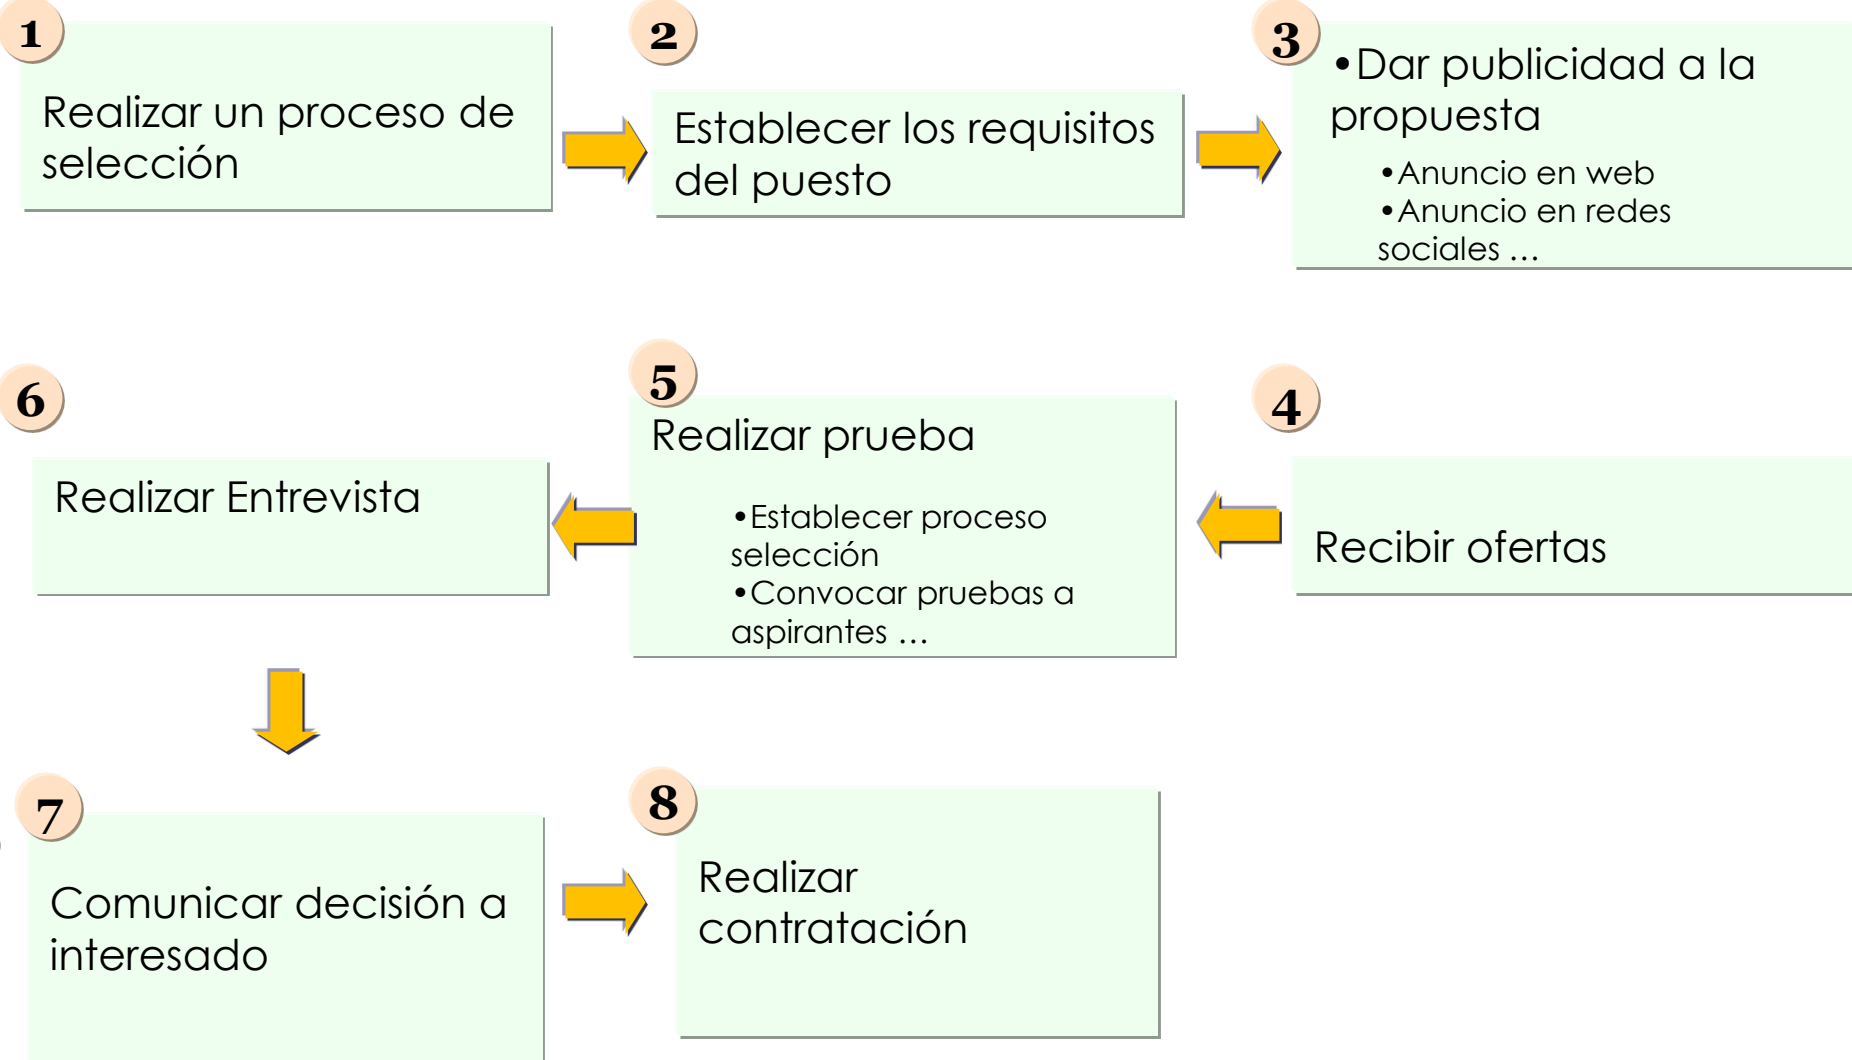 1
Realizar un proceso de
selección
2
Establecer los requisitos
del puesto
3
•Dar publicidad a la
propuesta
•Anuncio en web
•Anuncio en redes
sociales ...
4
Recibir ofertas
5
Realizar prueba
•Establecer proceso
selección
•Convocar pruebas a
aspirantes ...
6
Realizar Entrevista
7
Comunicar decisión a
interesado
8
Realizar
contratación